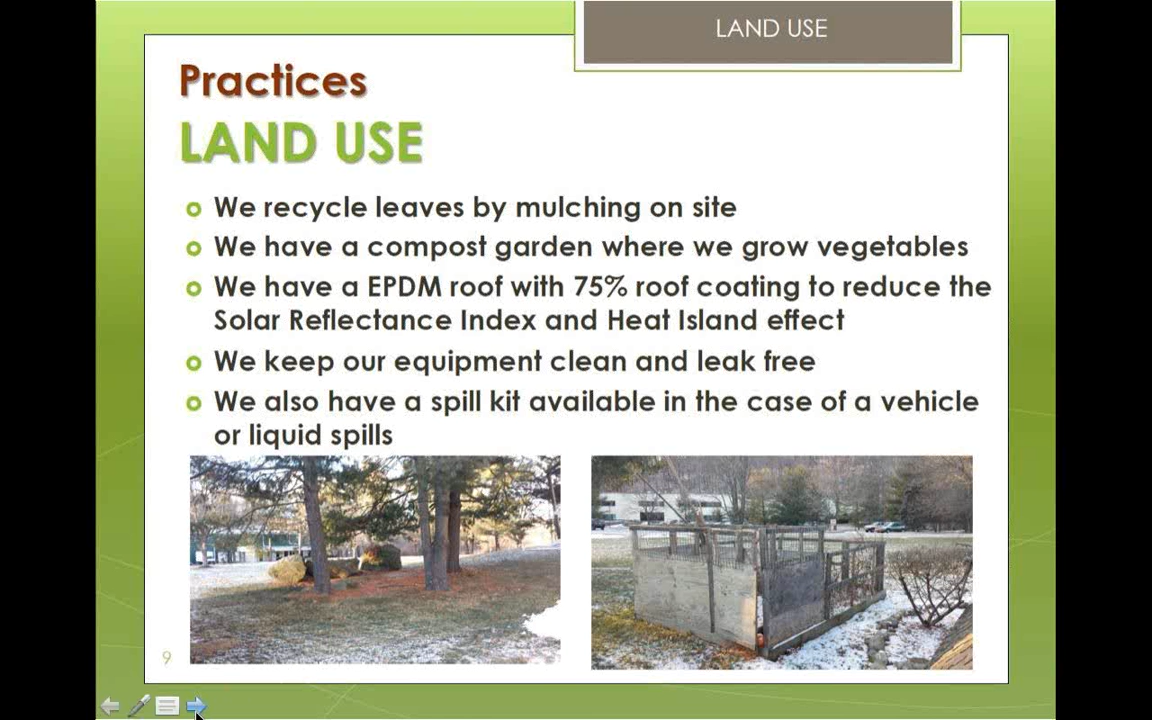 LAND USE
Practices
LAND USE
We recycle leaves by mulching on site
We have a compost garden where we grow vegetables
We have a EPDM roof with 75% roof coating to reduce the
Solar Reflectance Index and Heat Island effect
We keep our equipment clean and leak free
We also have a spill kit available in the case of a vehicle
or liquid spills
9